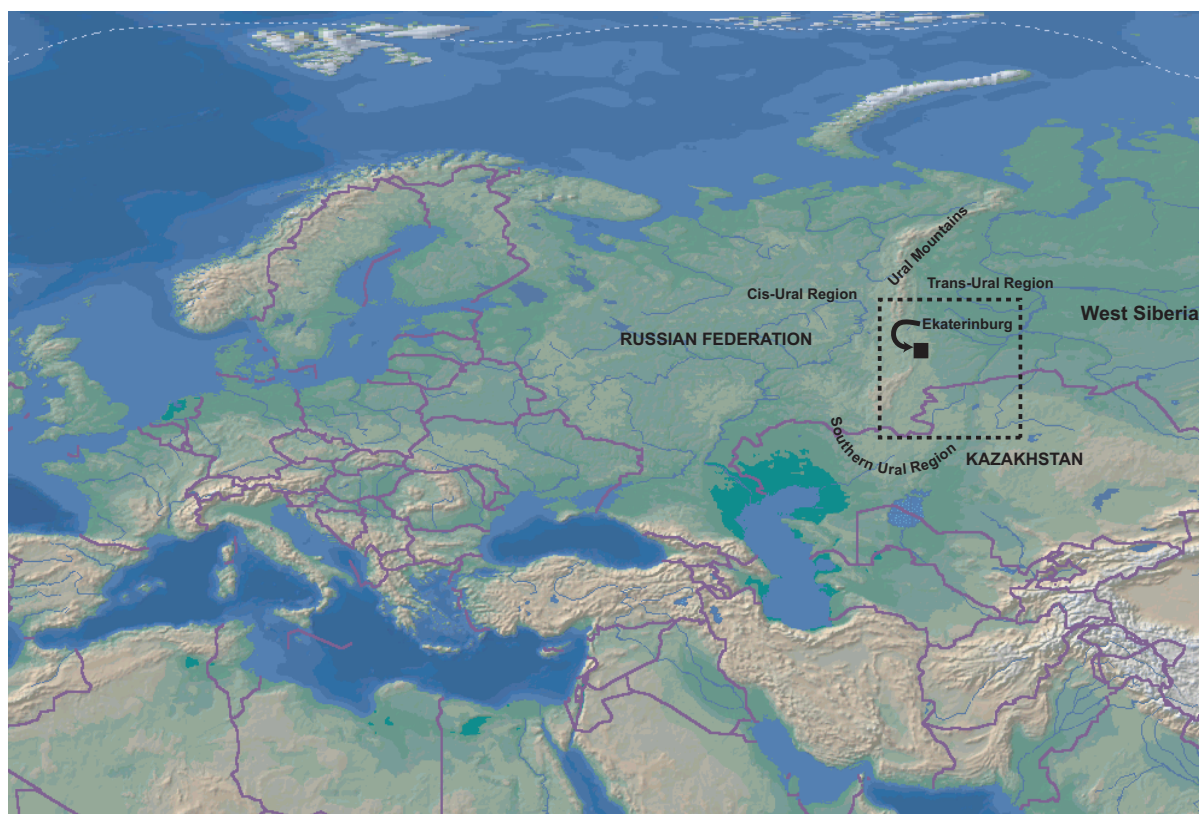 Ural Mountains
Trans-Ural Region
Cis-Ural Region
West Siberia
Ekaterinburg
RUSSIAN FEDERATION
Southern Ural Region
KAZAKHSTAN